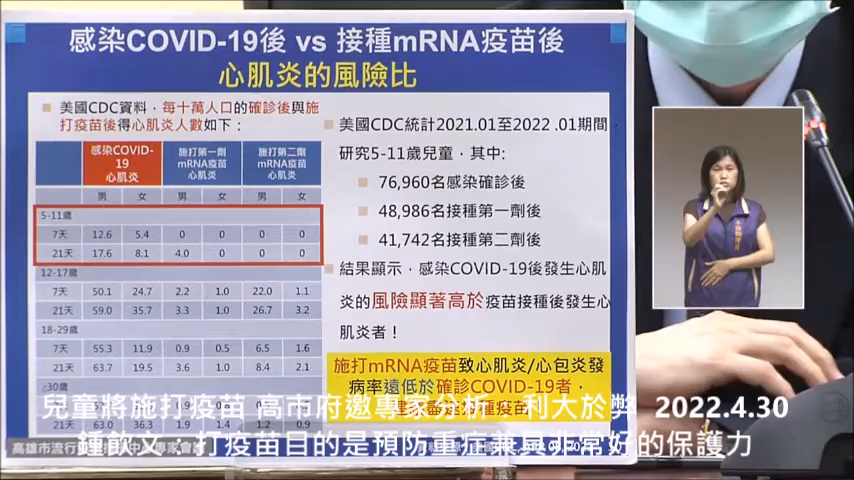 感染COVID-19後 vs 接種mRNA疫苗後
心肌炎的風險比
美國CDC資料，每十萬人口的確診後與施
打疫苗後得心肌炎人數如下：
感染COVID-19 心肌炎 施打第一劑 mRNA疫苗 心肌炎 施打第二劑 mRNA疫苗 心肌炎
男 女 男 女 男 女
5-11歲
7天 12.6 5.4 0 0 0 0
21天 17.6 8.1 4.0 0 0 0
12-17歲
7天 50.1 24.7 2.2 1.0 22.0 1.1
21天 59.0 35.7 3.3 1.0 26.7 3.2
18-29歲
7天 55.3 11.9 0.9 0.5 6.5 1.6
21天 63.7 19.5 3.6 1.0 8.4 2.1
≥30歲
21天 63.0 36.3 1.9 1.4 1.2 0.9
美國CDC統計2021.01至2022 .01期間，
研究5-11歲兒童，其中:
76,960名感染確診後
48,986名接種第一劑後
41,742名接種第二劑後
結果顯示，感染COVID-19後發生心肌
炎的風險顯著高於疫苗接種後發生心
肌炎者！
施打mRNA疫苗致心肌炎/心包炎發
病率遠低於確診COVID-19者，
兒童將施打疫苗 高市府邀專家分析 利大於弊 2022.4.30
鍾飲文：打疫苗目的是預防重症兼具非常好的保護力